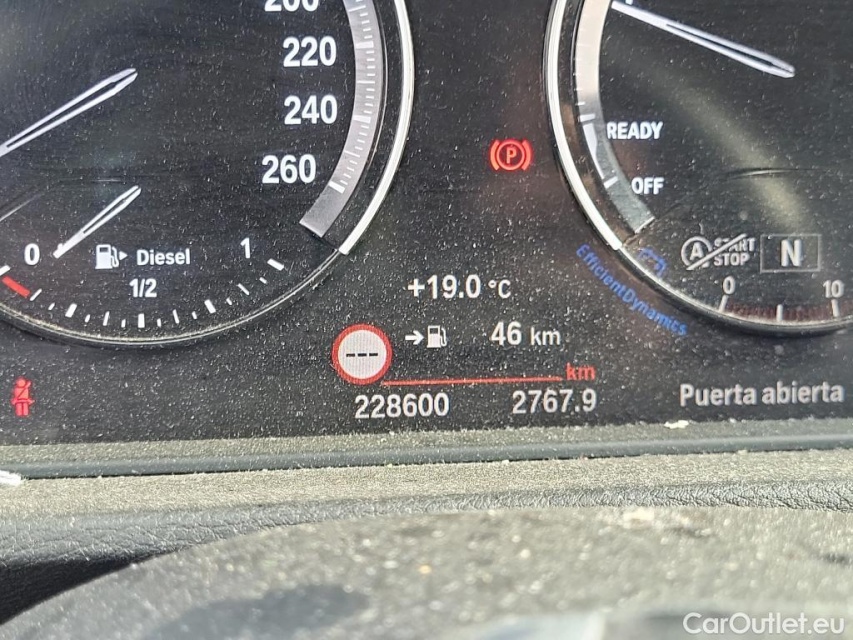 200
220
240
260
READY
OFF
P
0
Diesel
1
1/2
A START
STOP
N
EfficientDynamics
0
10
+19.0 °C
46 km
---
km
228600
2767.9
Puerta abierta
CarOutlet.eu